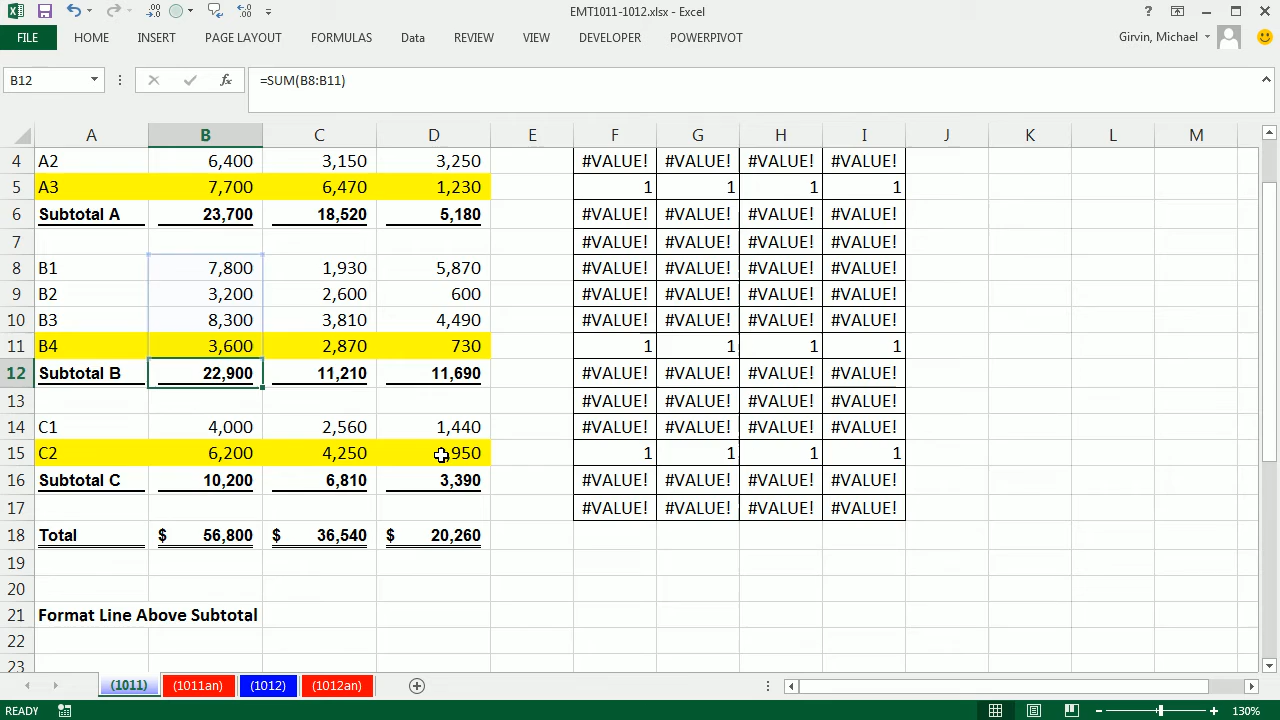 EMT1011-1012.xlsx - Excel
FILE HOME INSERT PAGE LAYOUT FORMULAS Data REVIEW VIEW DEVELOPER POWERPIVOT Girvin, Michael
B12 fx =SUM(B8:B11)
A B C D E F G H I J K L M
4 A2 6,400 3,150 3,250 #VALUE! #VALUE! #VALUE! #VALUE!
5 A3 7,700 6,470 1,230 1 1 1 1
6 Subtotal A 23,700 18,520 5,180 #VALUE! #VALUE! #VALUE! #VALUE!
7 #VALUE! #VALUE! #VALUE! #VALUE!
8 B1 7,800 1,930 5,870 #VALUE! #VALUE! #VALUE! #VALUE!
9 B2 3,200 2,600 600 #VALUE! #VALUE! #VALUE! #VALUE!
10 B3 8,300 3,810 4,490 #VALUE! #VALUE! #VALUE! #VALUE!
11 B4 3,600 2,870 730 1 1 1 1
12 Subtotal B 22,900 11,210 11,690 #VALUE! #VALUE! #VALUE! #VALUE!
13 #VALUE! #VALUE! #VALUE! #VALUE!
14 C1 4,000 2,560 1,440 #VALUE! #VALUE! #VALUE! #VALUE!
15 C2 6,200 4,250 950 1 1 1 1
16 Subtotal C 10,200 6,810 3,390 #VALUE! #VALUE! #VALUE! #VALUE!
17 #VALUE! #VALUE! #VALUE! #VALUE!
18 Total $ 56,800 $ 36,540 $ 20,260
19
20
21 Format Line Above Subtotal
22
23
(1011) (1011an) (1012) (1012an)
READY 130%